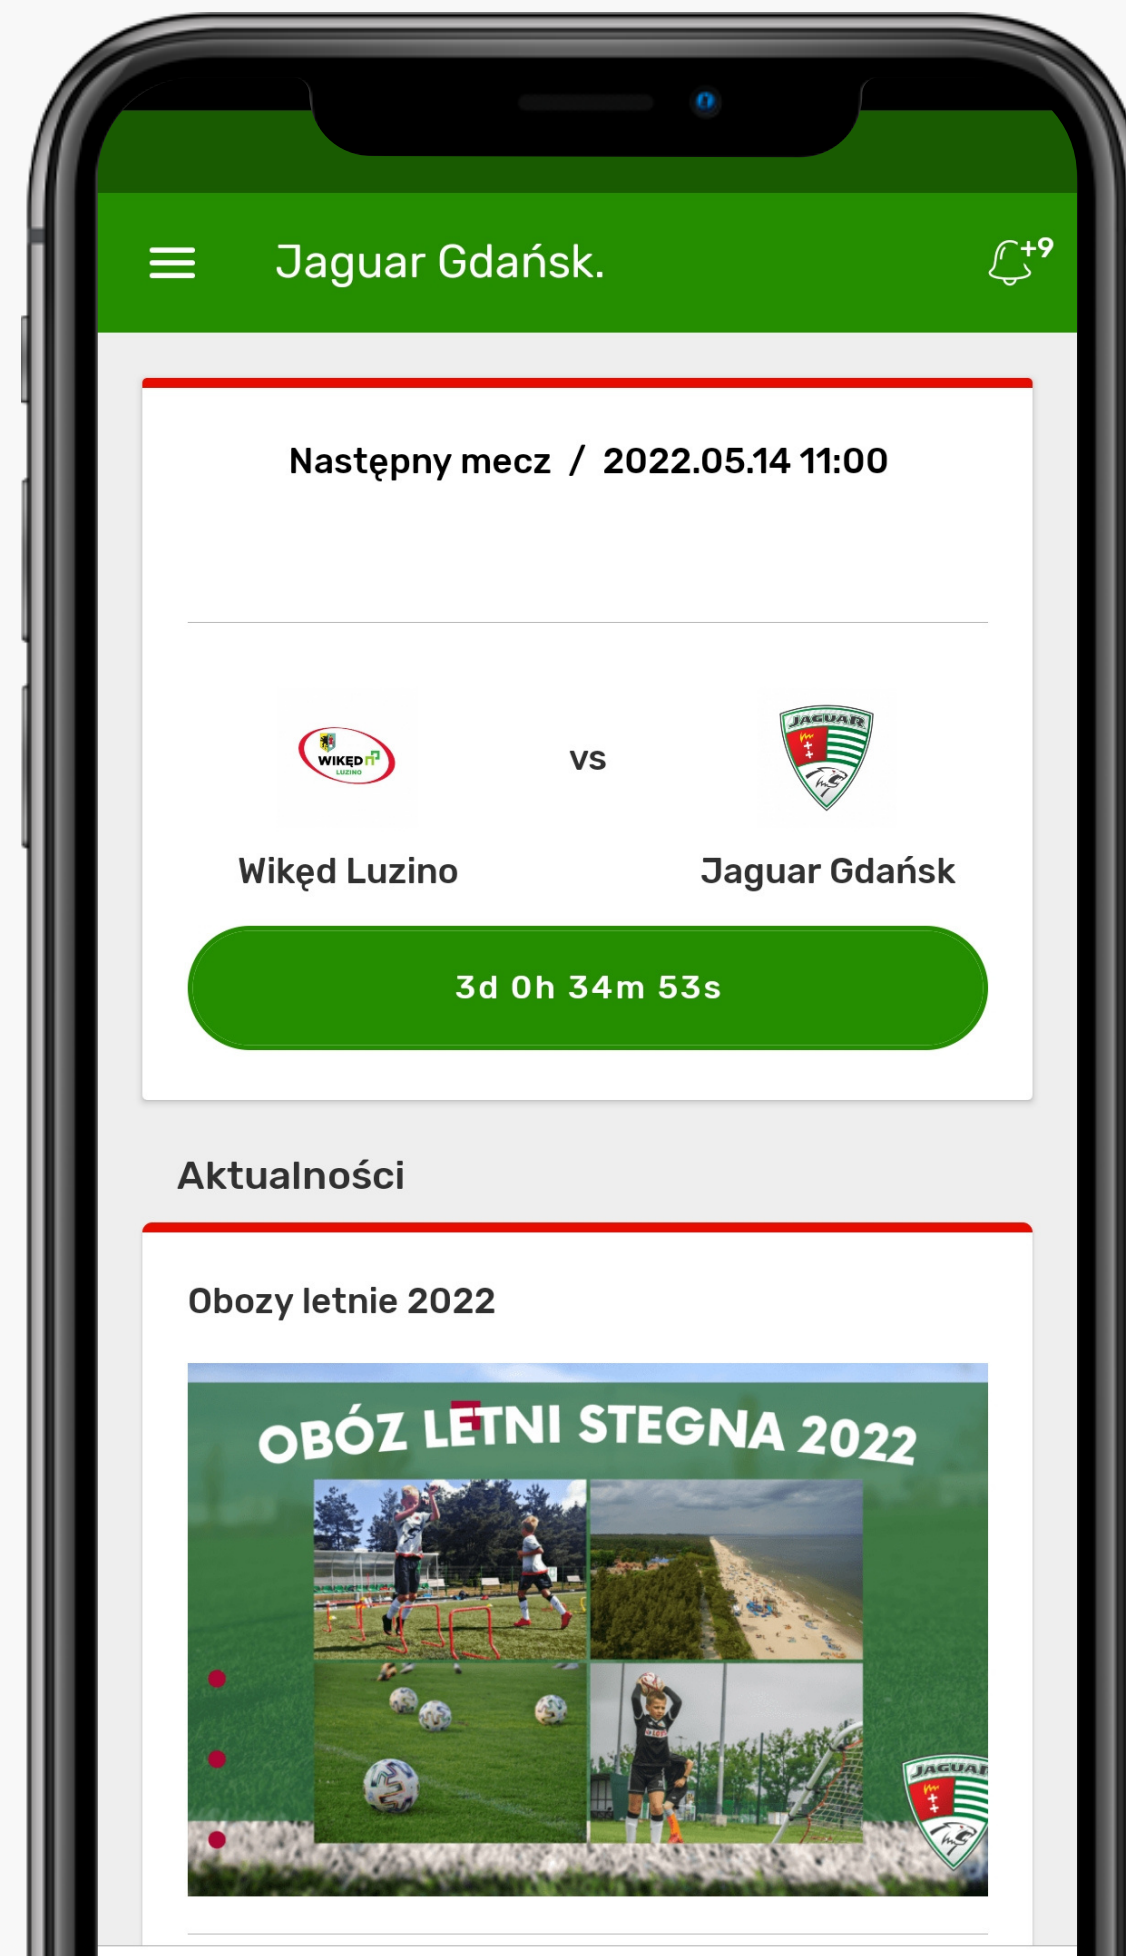 Jaguar Gdańsk.
+9
Następny mecz / 2022.05.14 11:00
WIKĘD
LUZINO
vs
JAGUAR
Wikęd Luzino
Jaguar Gdańsk
3d 0h 34m 53s
Aktualności
Obozy letnie 2022
OBÓZ LETNI STEGNA 2022
JAGUAR